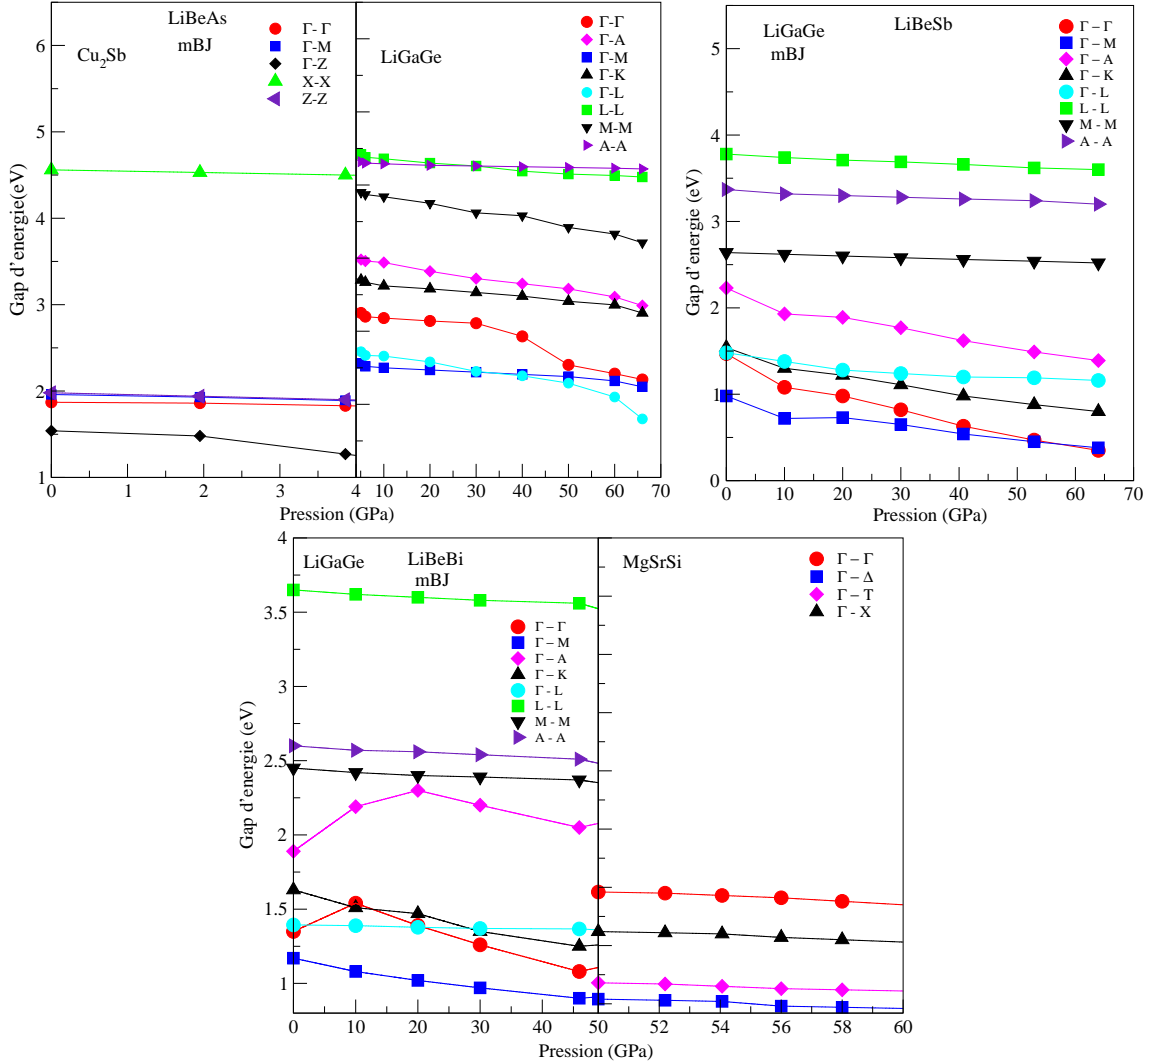 LiBeAs
mBJ
Cu2Sb
Γ- Γ
Γ-M
Γ-Z
X-X
Z-Z
6
5
4
3
2
1
Gap d'energie(eV)
0
1
2
3
LiGaGe
Γ-Γ
Γ-A
Γ-M
Γ-K
Γ-L
L-L
M-M
A-A
4
10
20
30
40
50
60
70
Pression (GPa)
LiGaGe
mBJ
LiBeSb
Γ – Γ
Γ – M
Γ – A
Γ – K
Γ - L
L - L
M - M
A - A
5
4
3
2
1
0
Gap d'energie (eV)
0
10
20
30
40
50
60
70
Pression (GPa)
LiGaGe
LiBeBi
mBJ
Γ – Γ
Γ – M
Γ – A
Γ – K
Γ - L
L - L
M - M
A - A
4
3.5
3
2.5
2
1.5
1
Gap d'energie (eV)
0
10
20
30
40
MgSrSi
Γ – Γ
Γ – Δ
Γ – T
Γ - X
50
52
54
56
58
60
Pression (GPa)